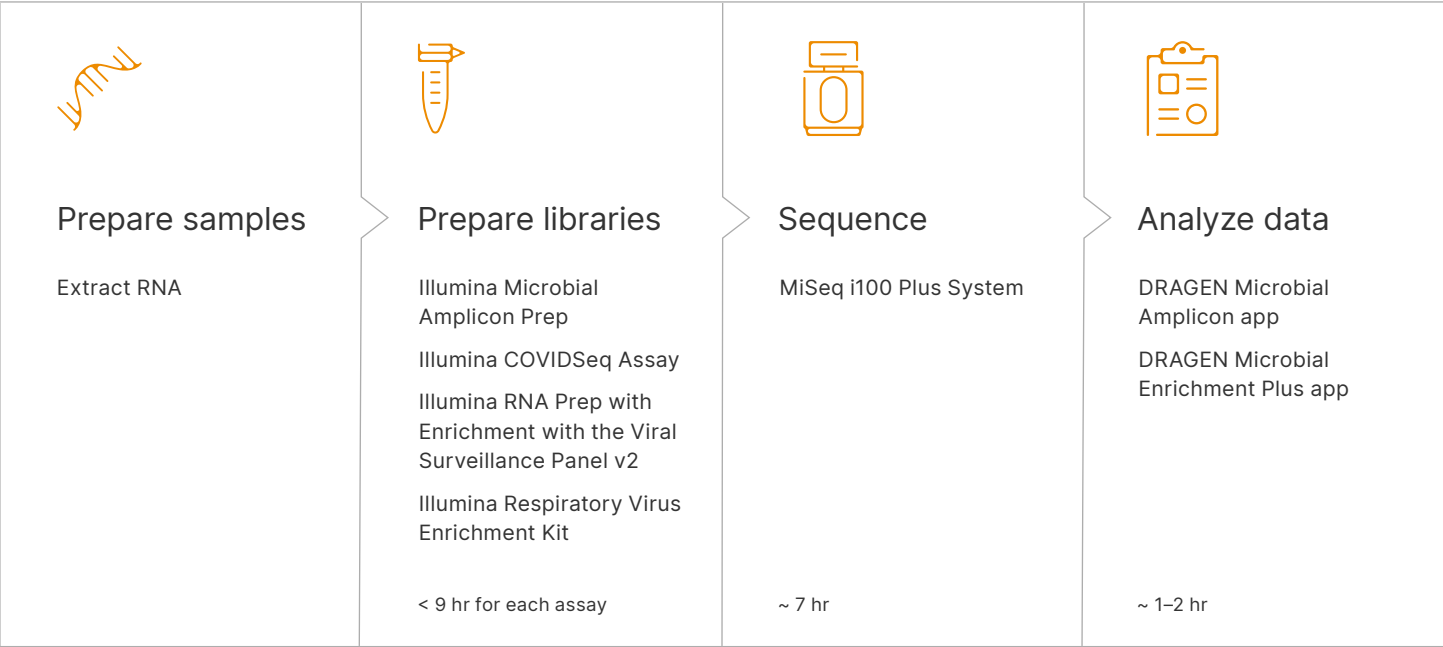 Prepare samples
Extract RNA
Prepare libraries
Illumina Microbial
Amplicon Prep
Illumina COVIDSeq Assay
Illumina RNA Prep with
Enrichment with the Viral
Surveillance Panel v2
Illumina Respiratory Virus
Enrichment Kit
< 9 hr for each assay
Sequence
MiSeq i100 Plus System
~ 7 hr
Analyze data
DRAGEN Microbial
Amplicon app
DRAGEN Microbial
Enrichment Plus app
~ 1–2 hr